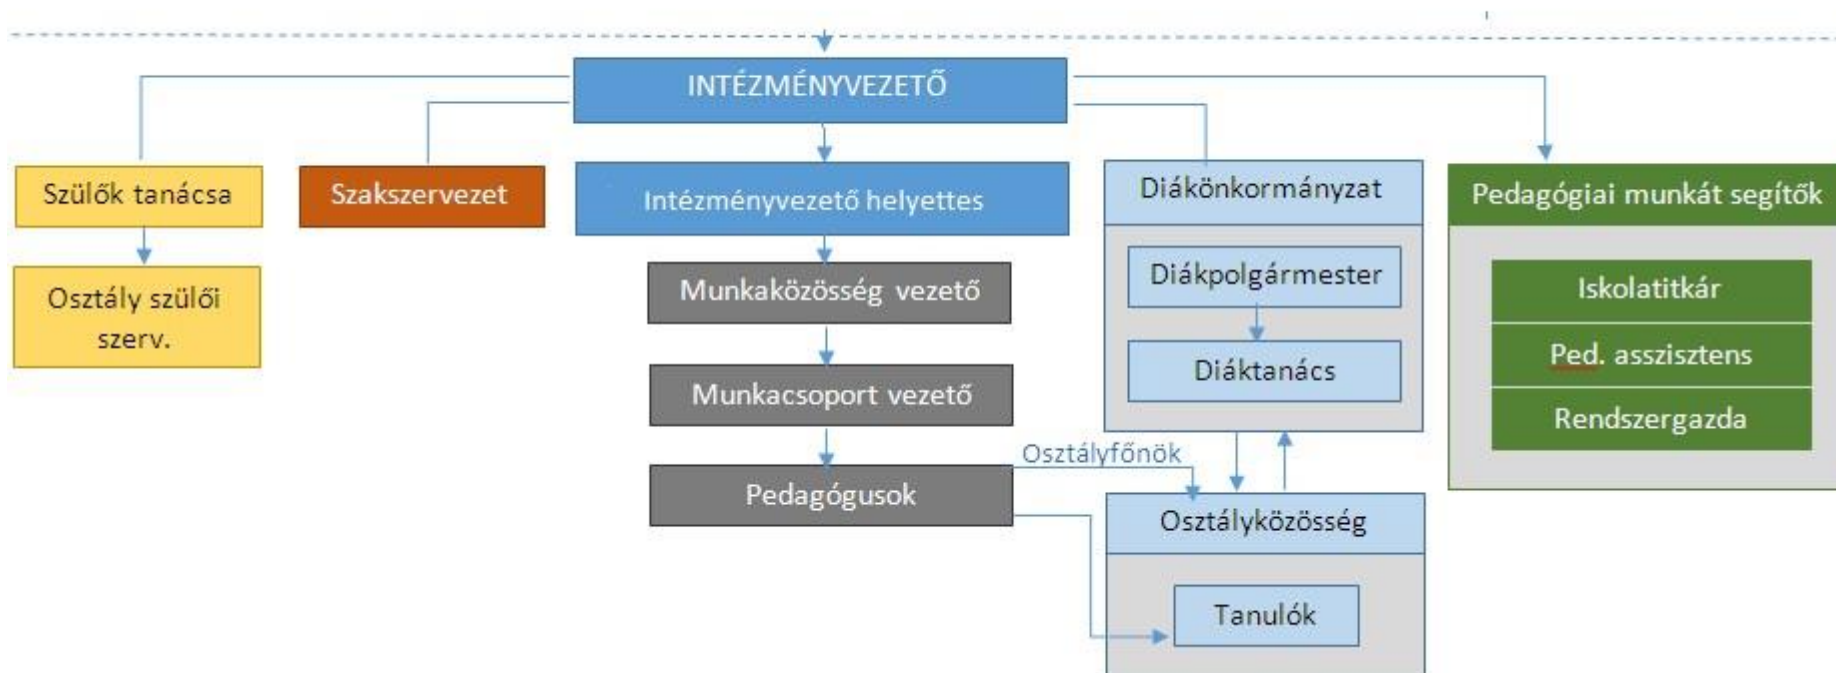 INTÉZMÉNYVEZETŐ
Szülők tanácsa
Szakszervezet
Intézményvezető helyettes
Diákönkormányzat
Pedagógiai munkát segítők
Osztály szülői
szerv.
Munkaközösség vezető
Diákpolgármester
Iskolatitkár
Munkacsoport vezető
Diáktanács
Ped. asszisztens
Rendszergazda
Pedagógusok
Osztályfőnök
Osztályközösség
Tanulók